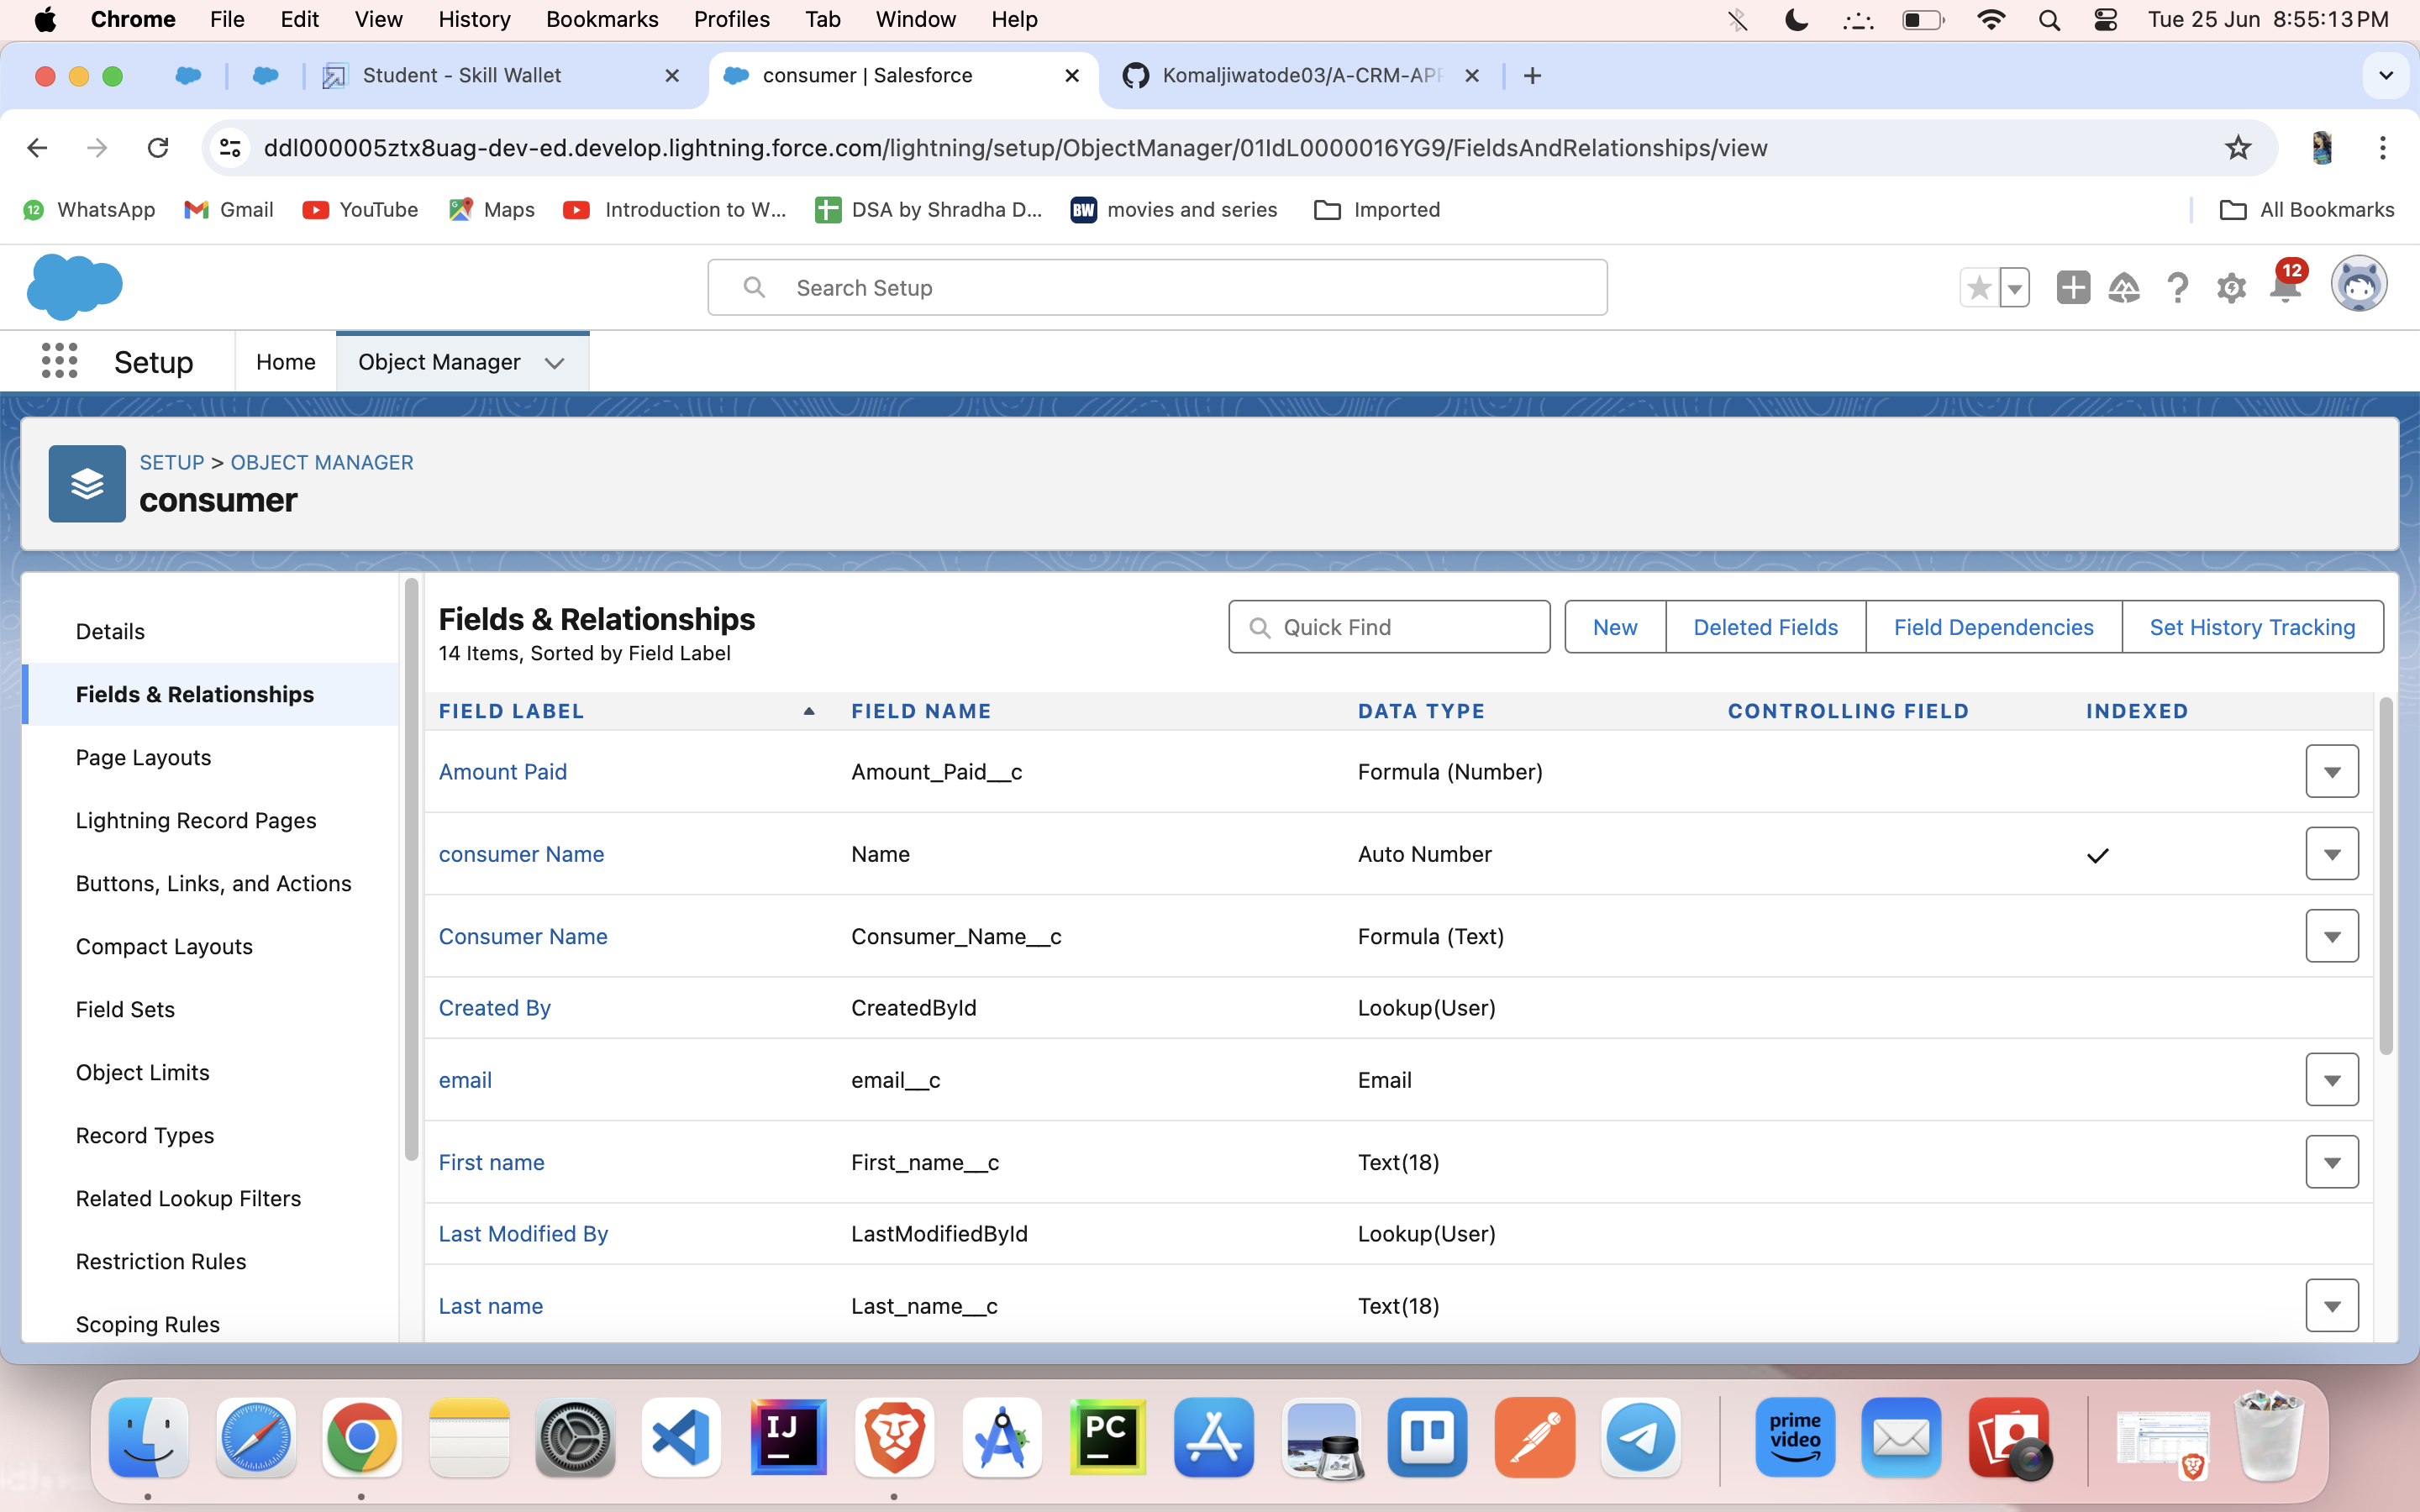 Chrome File Edit View History Bookmarks Profiles Tab Window Help Tue 25 Jun 8:55:13 PM
Student - Skill Wallet consumer | Salesforce Komaljiwatode03/A-CRM-APP
ddl000005ztx8uag-dev-ed.develop.lightning.force.com/lightning/setup/ObjectManager/01IdL0000016YG9/FieldsAndRelationships/view
12 WhatsApp Gmail YouTube Maps Introduction to W... DSA by Shradha D... BW movies and series Imported All Bookmarks
Search Setup 12
Setup Home Object Manager
SETUP > OBJECT MANAGER
consumer
Details
Fields & Relationships
Page Layouts
Lightning Record Pages
Buttons, Links, and Actions
Compact Layouts
Field Sets
Object Limits
Record Types
Related Lookup Filters
Restriction Rules
Scoping Rules
Fields & Relationships
14 Items, Sorted by Field Label
Quick Find New Deleted Fields Field Dependencies Set History Tracking
FIELD LABEL FIELD NAME DATA TYPE CONTROLLING FIELD INDEXED
Amount Paid Amount_Paid__c Formula (Number)
consumer Name Name Auto Number
Consumer Name Consumer_Name__c Formula (Text)
Created By CreatedById Lookup(User)
email email__c Email
First name First_name__c Text(18)
Last Modified By LastModifiedById Lookup(User)
Last name Last_name__c Text(18)
IJ PC prime video